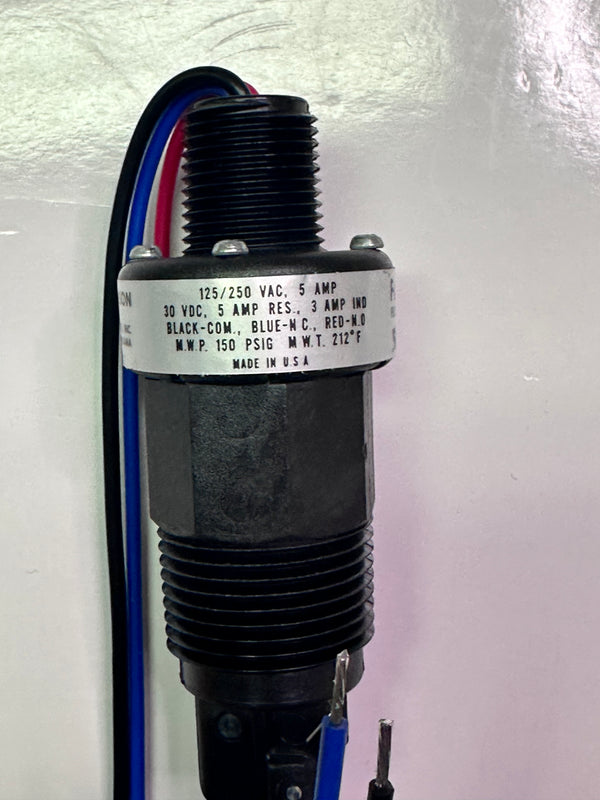 125/250 VAC, 5 AMP
30 VDC, 5 AMP RES., 3 AMP IND
BLACK-COM., BLUE-N C., RED-N.O
M.W.P. 150 PSIG M W.T. 212°F
MADE IN U.S A